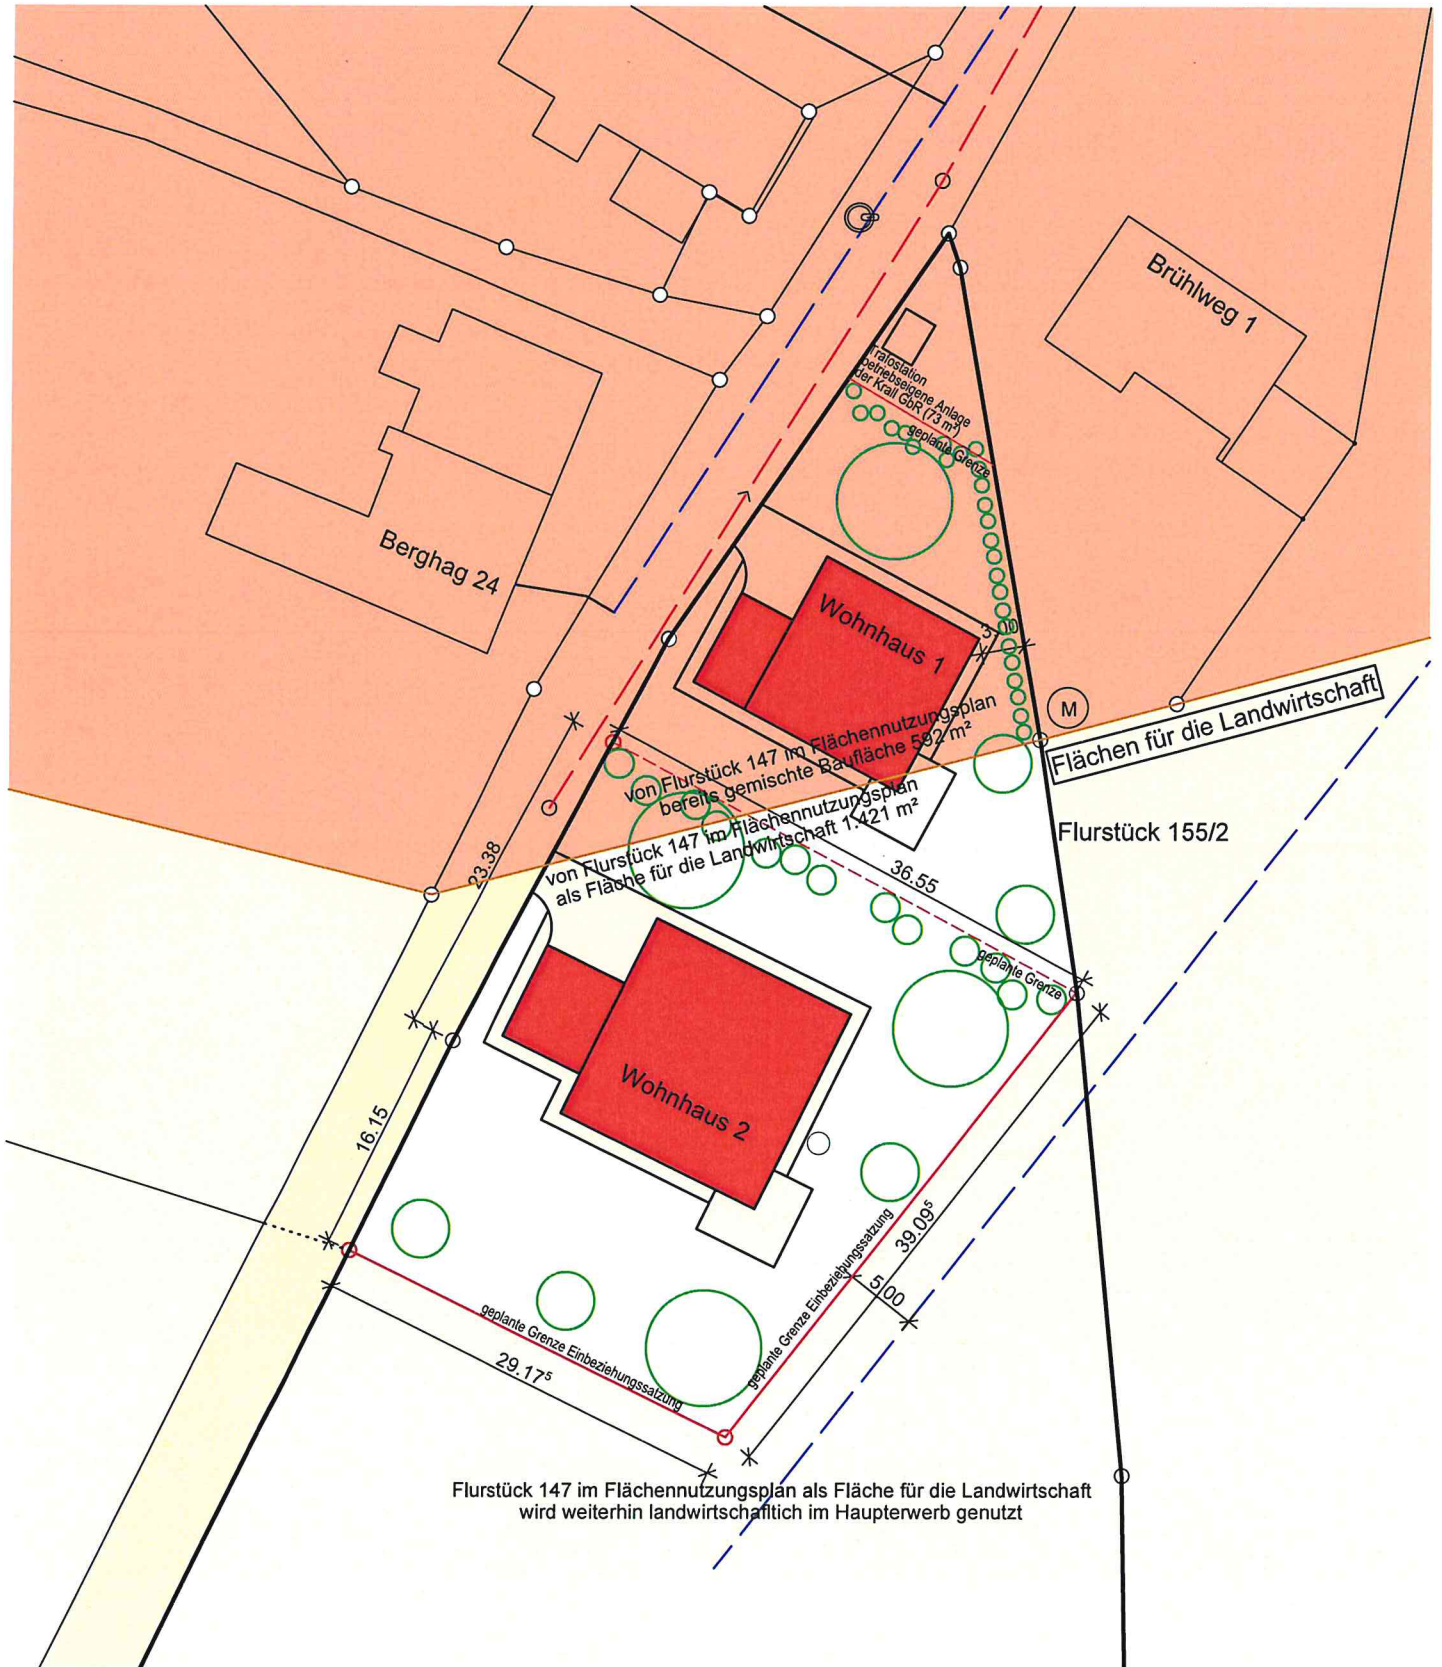 Brühlweg 1
Trafostation
betriebseigene Anlage
der Krall GbR (73 m²)
geplante Grenze
Berghag 24
Wohnhaus 1
3.00
M
Flächen für die Landwirtschaft
von Flurstück 147 im Flächennutzungsplan
bereits gemischte Baufläche 592 m²
von Flurstück 147 im Flächennutzungsplan
als Fläche für die Landwirtschaft 1.421 m²
Flurstück 155/2
23.38
36.55
geplante Grenze
Wohnhaus 2
16.15
39.09⁵
5.00
geplante Grenze Einbeziehungssatzung
geplante Grenze Einbeziehungssatzung
29.17⁵
Flurstück 147 im Flächennutzungsplan als Fläche für die Landwirtschaft
wird weiterhin landwirtschafltich im Haupterwerb genutzt